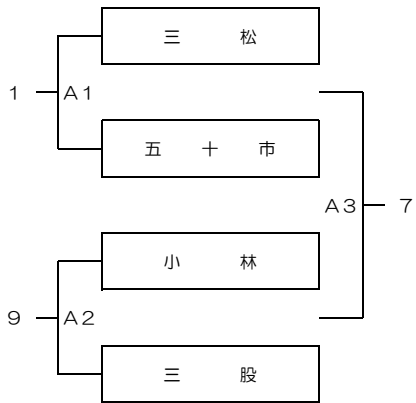 三 松
1 A1
五 十 市
A3 7
小 林
9 A2
三 股